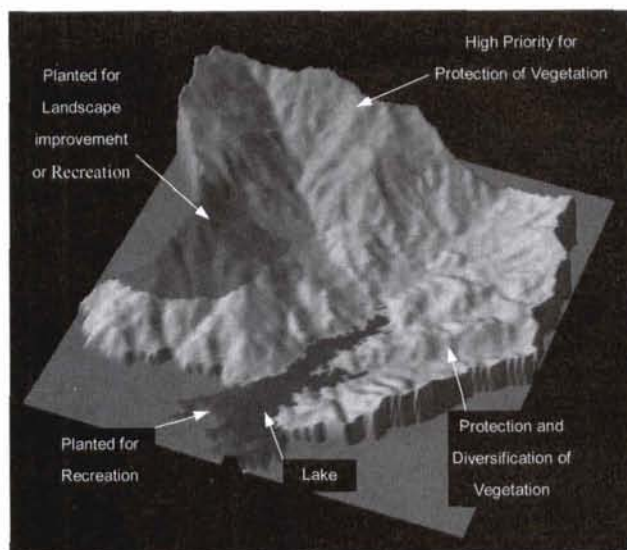 High Priority for
Protection of Vegetation
Planted for
Landscape
improvement
or Recreation
Planted for
Recreation
Lake
Protection and
Diversification of
Vegetation